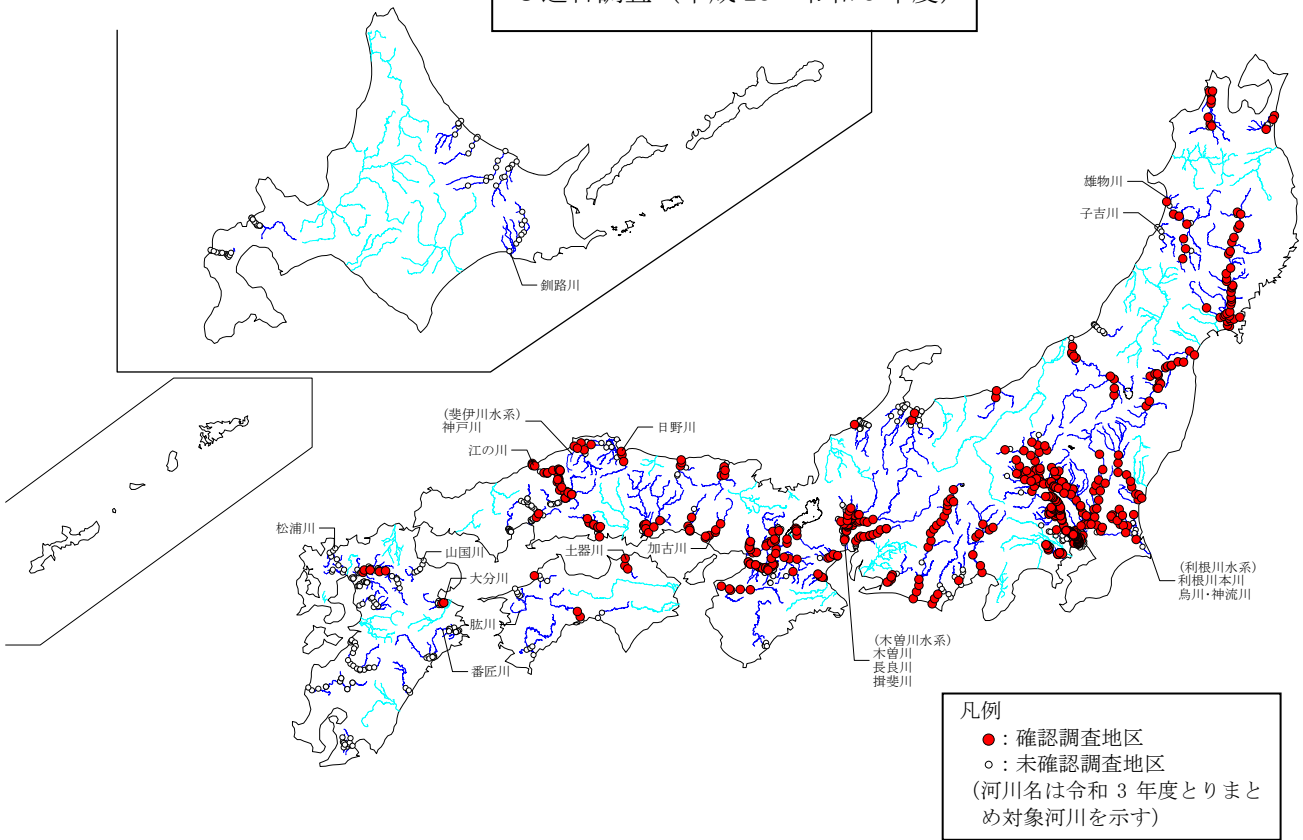 雄物川
子吉川
釧路川
(斐伊川水系)
神戸川
日野川
江の川
松浦川
山国川
土器川
加古川
大分川
肱川
番匠川
(利根川水系)
利根川本川
烏川・神流川
(木曽川水系)
木曽川
長良川
揖斐川
凡例
●：確認調査地区
○：未確認調査地区
(河川名は令和 3 年度とりまと
め対象河川を示す)